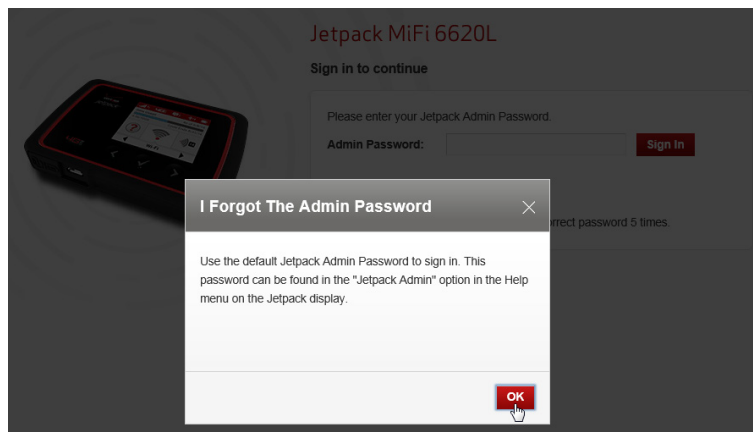 Jetpack MiFi 6620L
Sign in to continue
Please enter your Jetpack Admin Password.
Admin Password:
Sign In
I Forgot The Admin Password
orrect password 5 times.
Use the default Jetpack Admin Password to sign in. This
password can be found in the "Jetpack Admin" option in the Help
menu on the Jetpack display.
OK